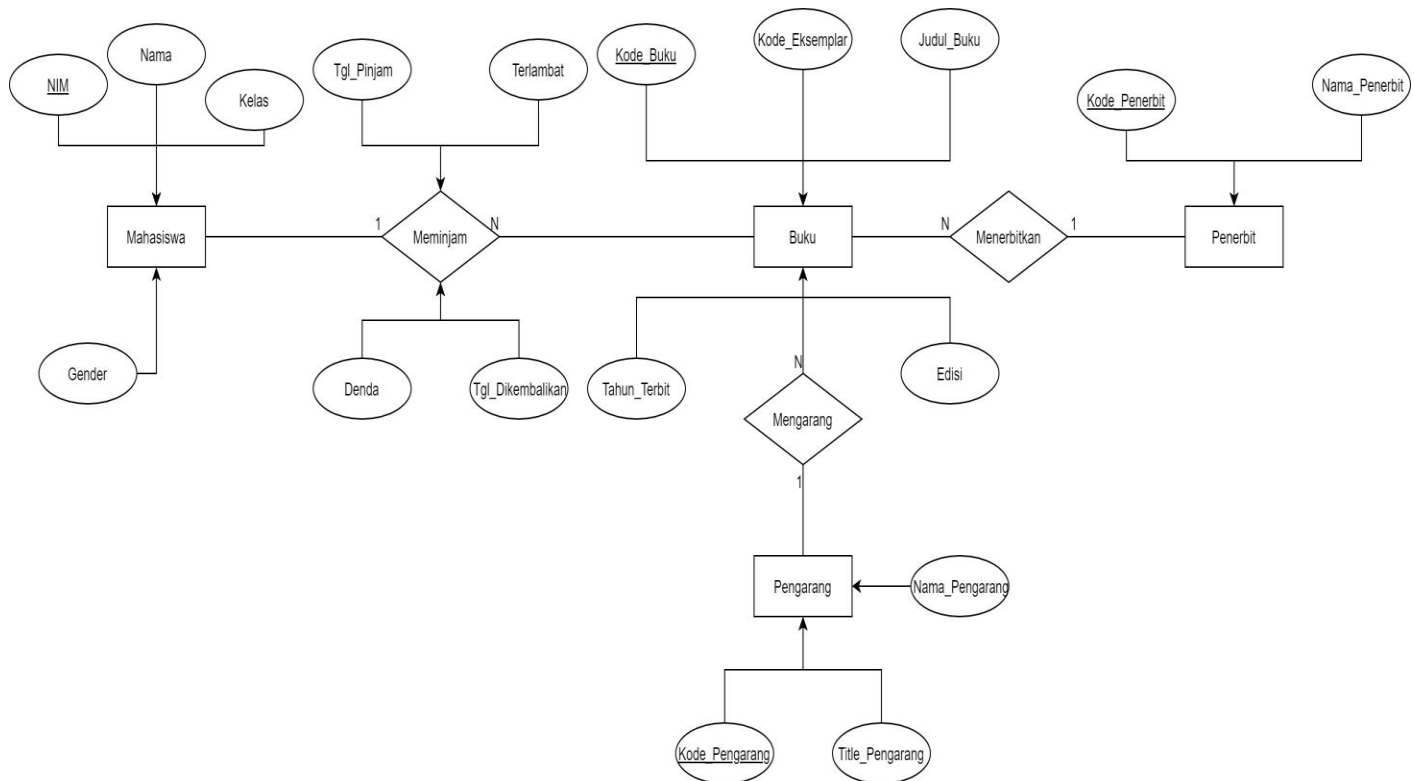 Kode_Eksemplar
Judul_Buku
Nama
Kode_Buku
Tgl_Pinjam
Terlambat
NIM
Nama_Penerbit
Kelas
Kode_Penerbit
1
N
N
1
Mahasiswa
Meminjam
Buku
Menerbitkan
Penerbit
N
Gender
Denda
Tgl_Dikembalikan
Tahun_Terbit
Edisi
Mengarang
1
Pengarang
Nama_Pengarang
Kode_Pengarang
Title_Pengarang